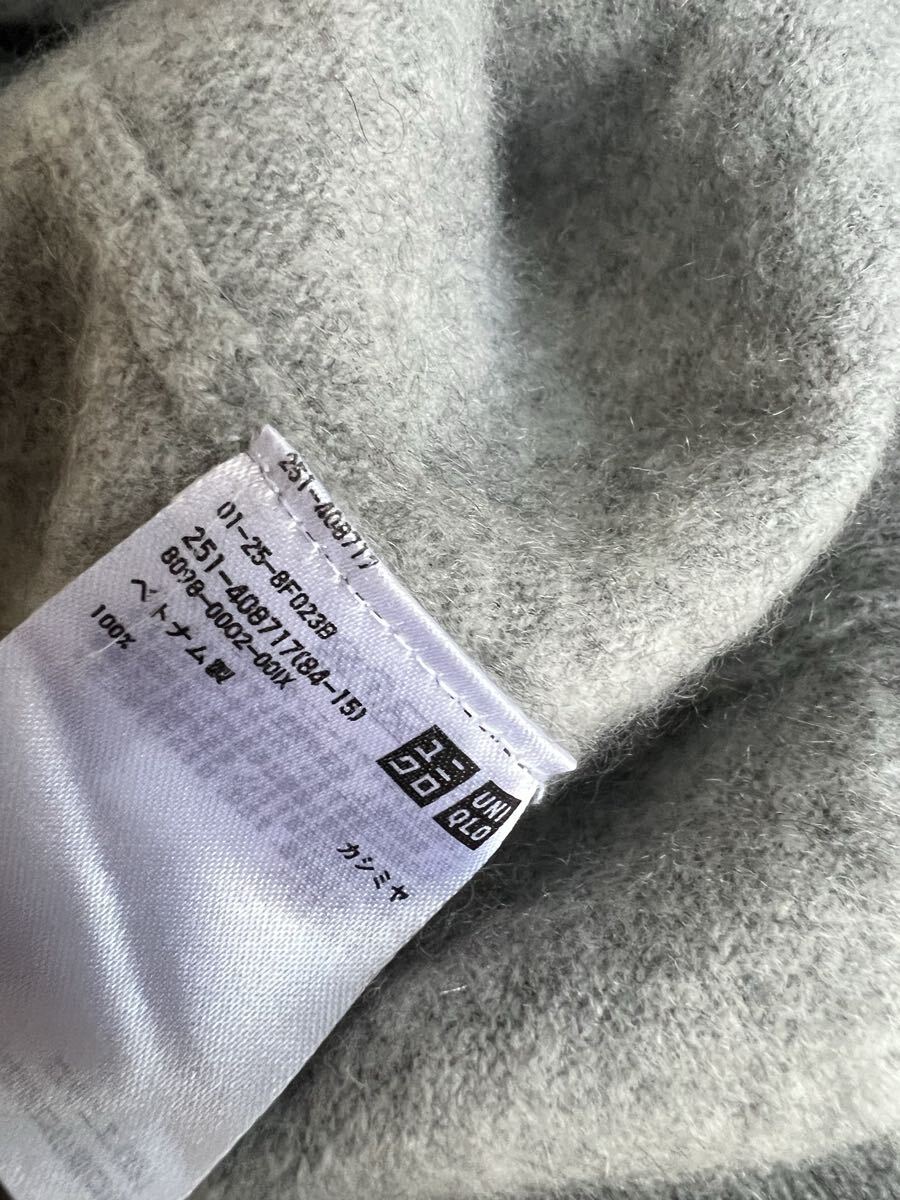 251-408717
ユニ
クロ
UNI
QLO
01-25-8F023B
251-408717(84-15)
8098-0002-00IX
ベトナム製
カシミヤ
100%